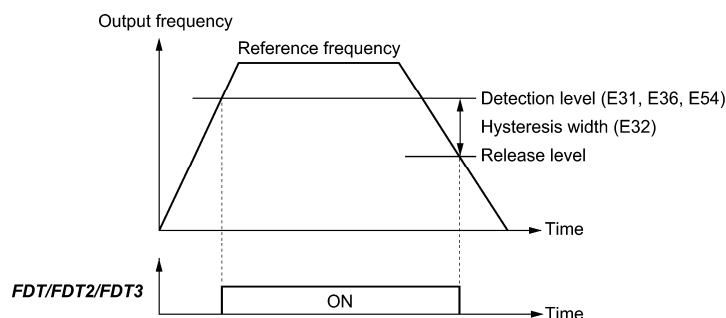 Output frequency
Reference frequency
Detection level (E31, E36, E54)
Hysteresis width (E32)
Release level
Time
FDT/FDT2/FDT3
ON
Time